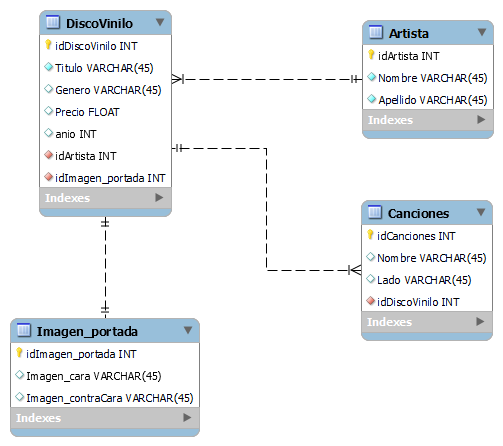 DiscoVinilo
idDiscoVinilo INT
Titulo VARCHAR(45)
Genero VARCHAR(45)
Precio FLOAT
anio INT
idArtista INT
idImagen_portada INT
Indexes
Artista
idArtista INT
Nombre VARCHAR(45)
Apellido VARCHAR(45)
Indexes
Canciones
idCanciones INT
Nombre VARCHAR(45)
Lado VARCHAR(45)
idDiscoVinilo INT
Indexes
Imagen_portada
idImagen_portada INT
Imagen_cara VARCHAR(45)
Imagen_contraCara VARCHAR(45)
Indexes